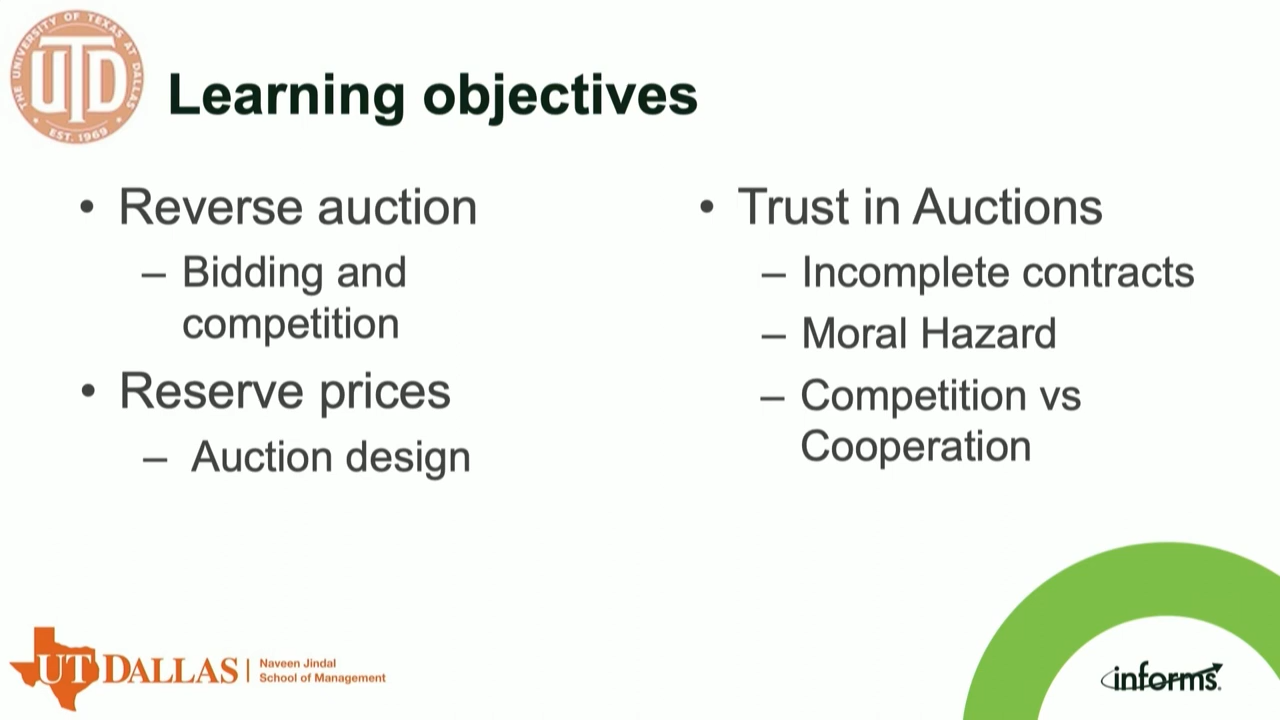 THE UNIVERSITY OF TEXAS AT DALLAS
UTD
EST. 1969
Learning objectives
• Reverse auction
– Bidding and
competition
• Reserve prices
– Auction design
• Trust in Auctions
– Incomplete contracts
– Moral Hazard
– Competition vs
Cooperation
UT DALLAS
Naveen Jindal
School of Management
informs.